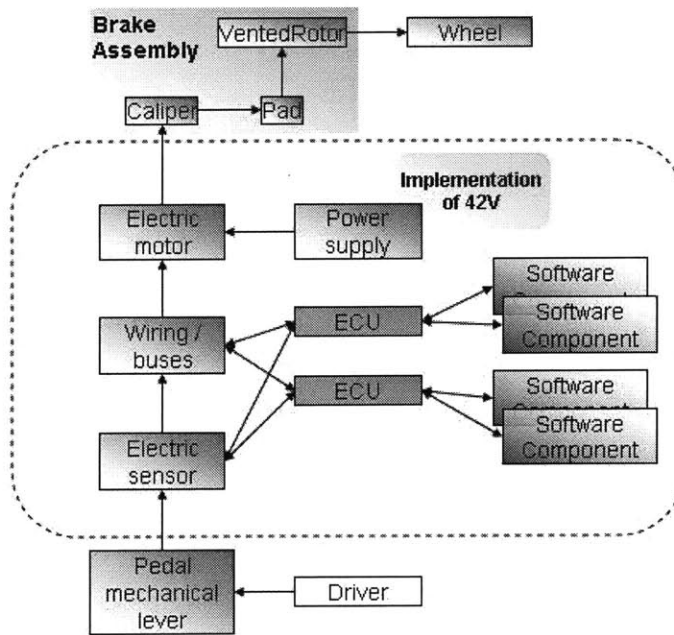 Brake
Assembly
VentedRotor
Wheel
Caliper
Pad
Implementation
of 42V
Electric
motor
Power
supply
Software
Software
Component
Wiring /
buses
ECU
ECU
Software
Software
Component
Electric
sensor
Pedal
mechanical
lever
Driver